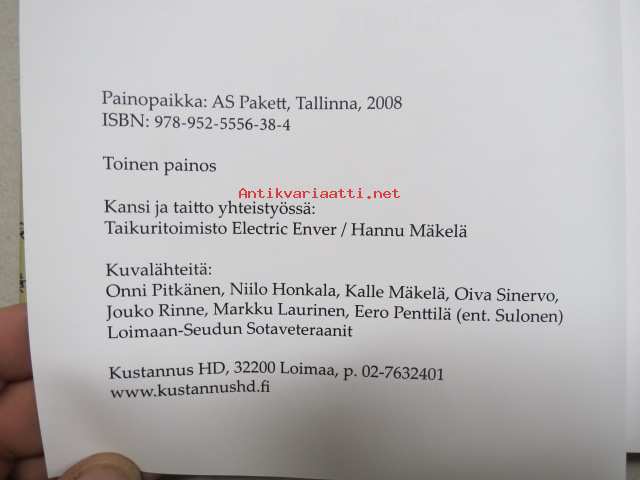 Painopaikka: AS Pakett, Tallinna, 2008
ISBN: 978-952-5556-38-4
Toinen painos
Antikvariaatti.net
Kansi ja taitto yhteistyössä:
Taikuritoimisto Electric Enver / Hannu Mäkelä
Kuvalähteitä:
Onni Pitkänen, Niilo Honkala, Kalle Mäkelä, Oiva Sinervo,
Jouko Rinne, Markku Laurinen, Eero Penttilä (ent. Sulonen)
Loimaan-Seudun Sotaveteraanit
Kustannus HD, 32200 Loimaa, p. 02-7632401
www.kustannushd.fi